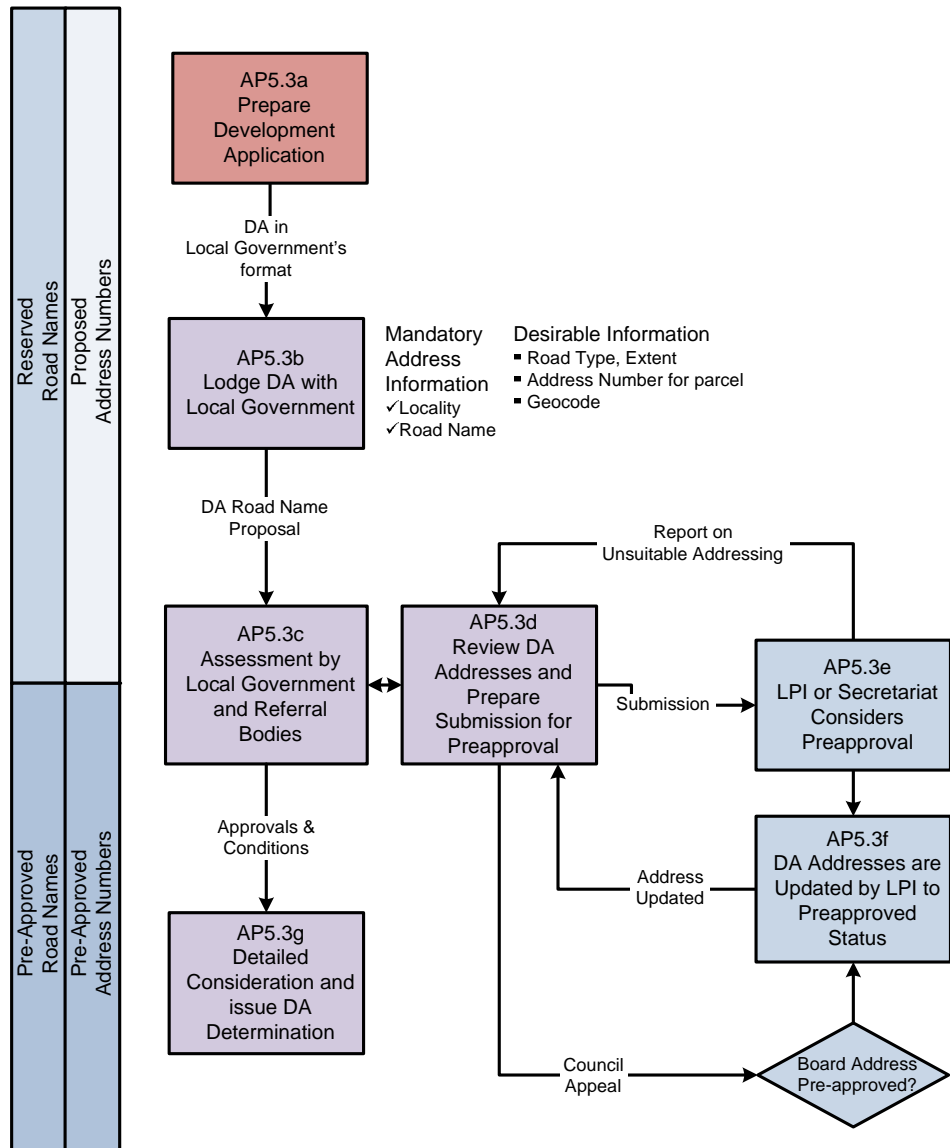 Reserved
Road Names
Proposed
Address Numbers
Pre-Approved
Road Names
Pre-Approved
Address Numbers
AP5.3a
Prepare
Development
Application
DA in
Local Government's
format
AP5.3b
Lodge DA with
Local Government
Mandatory
Address
Information
✓Locality
✓Road Name
Desirable Information
▪ Road Type, Extent
▪ Address Number for parcel
▪ Geocode
DA Road Name
Proposal
Report on
Unsuitable Addressing
AP5.3c
Assessment by
Local Government
and Referral
Bodies
AP5.3d
Review DA
Addresses and
Prepare
Submission for
Preapproval
Submission
AP5.3e
LPI or Secretariat
Considers
Preapproval
Approvals &
Conditions
Address
Updated
AP5.3f
DA Addresses are
Updated by LPI to
Preapproved
Status
AP5.3g
Detailed
Consideration and
issue DA
Determination
Council
Appeal
Board Address
Pre-approved?